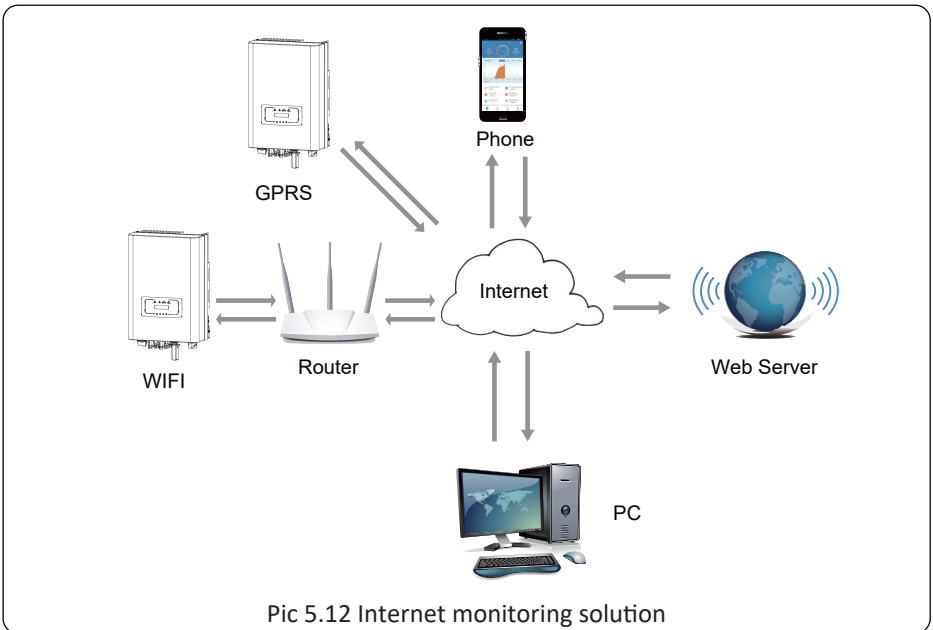 Phone
GPRS
Internet
WIFI
Router
Web Server
PC
Pic 5.12 Internet monitoring solution